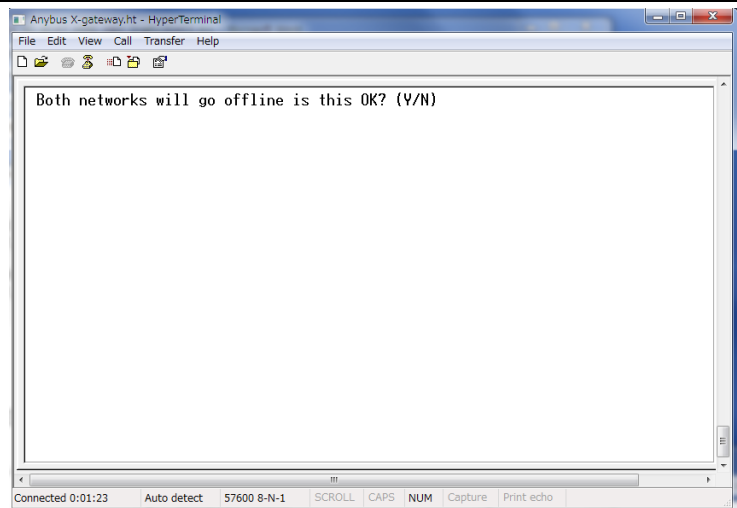 Anybus X-gateway.ht - HyperTerminal
File Edit View Call Transfer Help
Both networks will go offline is this OK? (Y/N)
Connected 0:01:23 Auto detect 57600 8-N-1 SCROLL CAPS NUM Capture Print echo